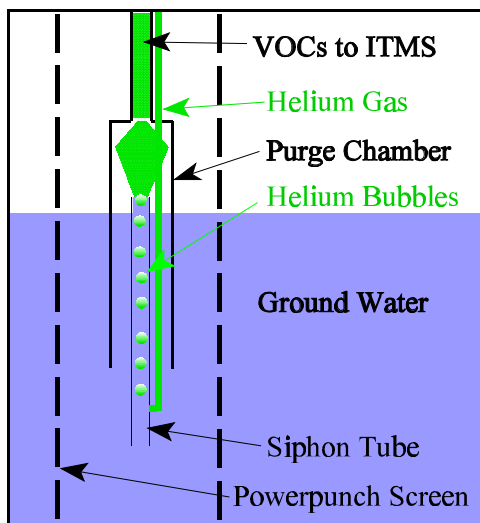 VOCs to ITMS
Helium Gas
Purge Chamber
Helium Bubbles
Ground Water
Siphon Tube
Powerpunch Screen